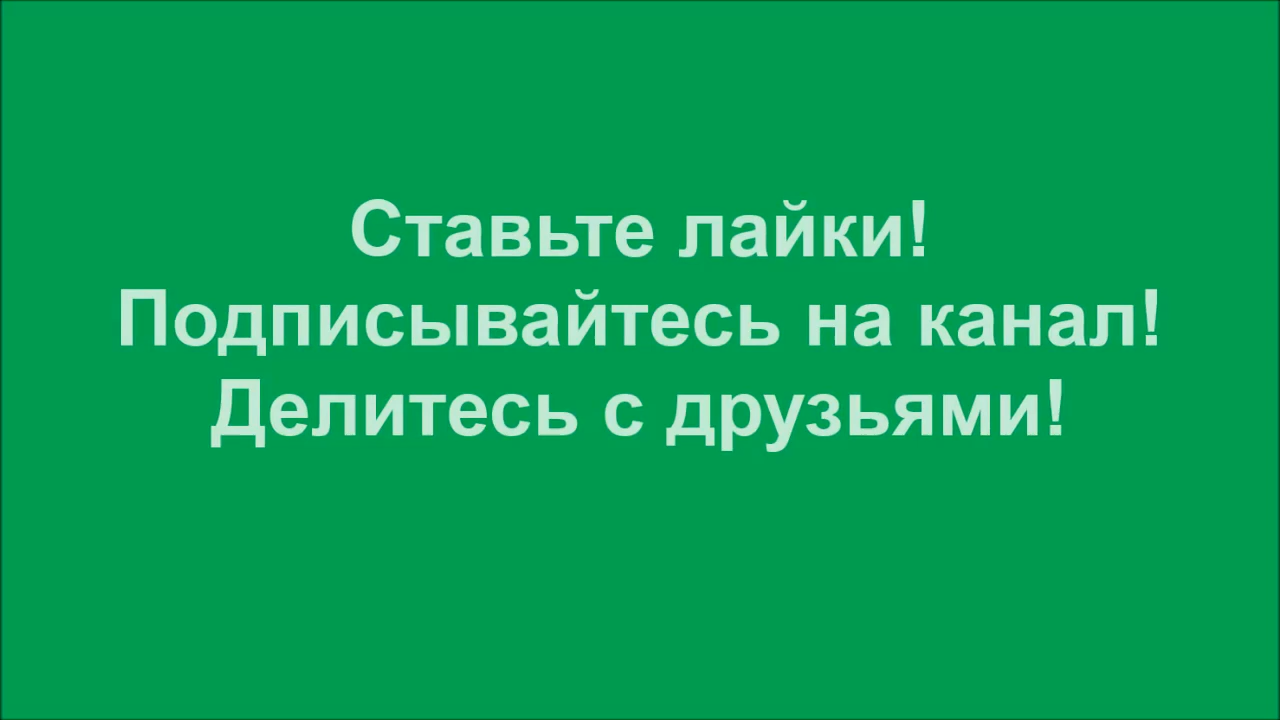 Ставьте лайки!
Подписывайтесь на канал!
Делитесь с друзьями!